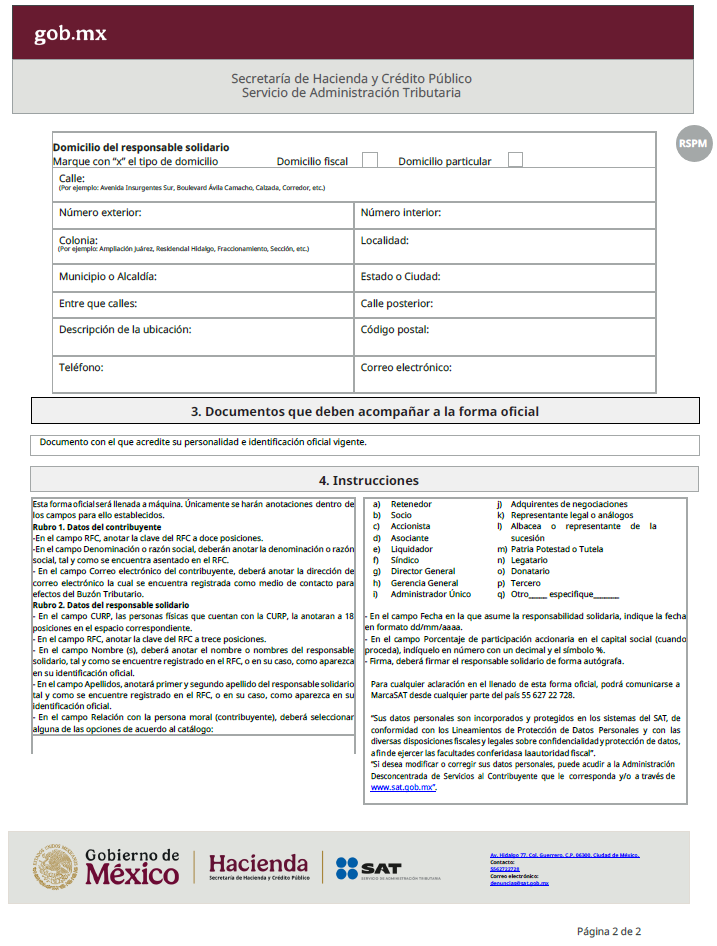 gob.mx
Secretaría de Hacienda y Crédito Público
Servicio de Administración Tributaria
RSPM
Domicilio del responsable solidario
Marque con "x" el tipo de domicilio Domicilio fiscal Domicilio particular
Calle:
(Por ejemplo: Avenida Insurgentes Sur, Boulevard Ávila Camacho, Calzada, Corredor, etc.)
Número exterior: Número interior:
Colonia: Localidad:
(Por ejemplo: Ampliación Juárez, Residencial Hidalgo, Fraccionamiento, Sección, etc.)
Municipio o Alcaldía: Estado o Ciudad:
Entre que calles: Calle posterior:
Descripción de la ubicación: Código postal:
Teléfono: Correo electrónico:
3. Documentos que deben acompañar a la forma oficial
Documento con el que acredite su personalidad e identificación oficial vigente.
4. Instrucciones
Esta forma oficial será llenada a máquina. Únicamente se harán anotaciones dentro de
los campos para ello establecidos.
Rubro 1. Datos del contribuyente
-En el campo RFC, anotar la clave del RFC a doce posiciones.
-En el campo Denominación o razón social, deberán anotar la denominación o razón
social, tal y como se encuentra asentado en el RFC.
- En el campo Correo electrónico del contribuyente, deberá anotar la dirección de
correo electrónico la cual se encuentra registrada como medio de contacto para
efectos del Buzón Tributario.
Rubro 2. Datos del responsable solidario
- En el campo CURP, las personas físicas que cuentan con la CURP, la anotaran a 18
posiciones en el espacio correspondiente.
- En el campo RFC, anotar la clave del RFC a trece posiciones.
- En el campo Nombre (s), deberá anotar el nombre o nombres del responsable
solidario, tal y como se encuentre registrado en el RFC, o en su caso, como aparezca
en su identificación oficial.
- En el campo Apellidos, anotará primer y segundo apellido del responsable solidario
tal y como se encuentre registrado en el RFC, o en su caso, como aparezca en su
identificación oficial.
- En el campo Relación con la persona moral (contribuyente), deberá seleccionar
alguna de las opciones de acuerdo al catálogo:
a) Retenedor
b) Socio
c) Accionista
d) Asociante
e) Liquidador
f) Síndico
g) Director General
h) Gerencia General
i) Administrador Único
j) Adquirentes de negociaciones
k) Representante legal o análogos
l) Albacea o representante de la
sucesión
m) Patria Potestad o Tutela
n) Legatario
o) Donatario
p) Tercero
q) Otro_____ especifique_______
- En el campo Fecha en la que asume la responsabilidad solidaria, indique la fecha
en formato dd/mm/aaaa.
- En el campo Porcentaje de participación accionaria en el capital social (cuando
proceda), indíquelo en número con un decimal y el símbolo %.
- Firma, deberá firmar el responsable solidario de forma autógrafa.
Para cualquier aclaración en el llenado de esta forma oficial, podrá comunicarse a
MarcaSAT desde cualquier parte del país 55 627 22 728.
"Sus datos personales son incorporados y protegidos en los sistemas del SAT, de
conformidad con los Lineamientos de Protección de Datos Personales y con las
diversas disposiciones fiscales y legales sobre confidencialidad y protección de datos,
a fin de ejercer las facultades conferidas a la autoridad fiscal".
"Si desea modificar o corregir sus datos personales, puede acudir a la Administración
Desconcentrada de Servicios al Contribuyente que le corresponda y/o a través de
www.sat.gob.mx".
Gobierno de
México
Hacienda
Secretaría de Hacienda y Crédito Público
SAT
SERVICIO DE ADMINISTRACIÓN TRIBUTARIA
Av. Hidalgo 77, Col. Guerrero, C.P. 06300, Ciudad de México.
Contacto:
5562722728
Correo electrónico:
denuncias@sat.gob.mx
Página 2 de 2